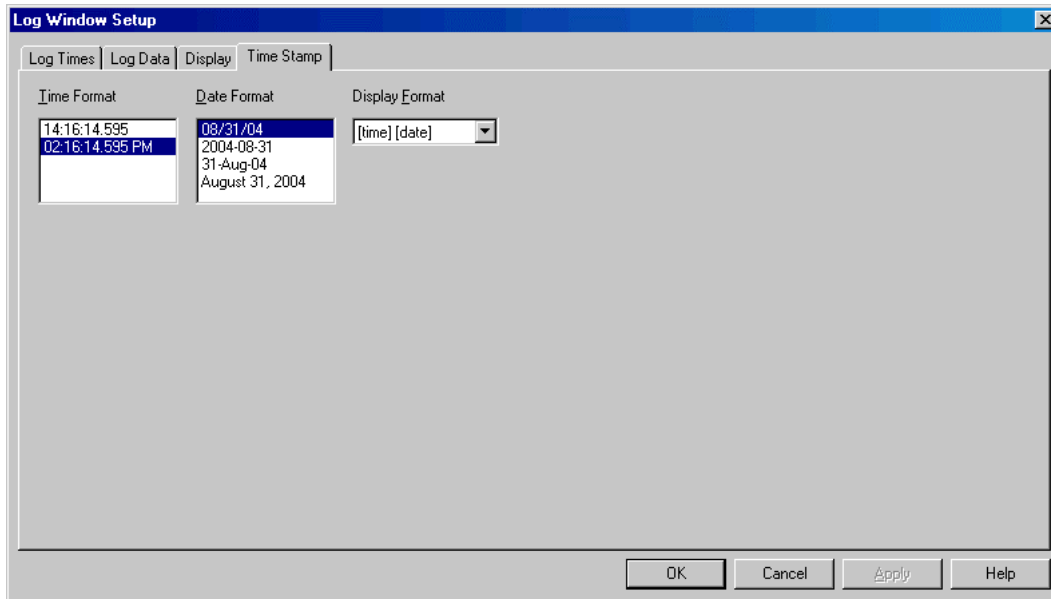 Log Window Setup
Log Times Log Data Display Time Stamp
Time Format Date Format Display Format
14:16:14.595 08/31/04 [time] [date]
02:16:14.595 PM 2004-08-31
31-Aug-04
August 31, 2004
OK Cancel Apply Help